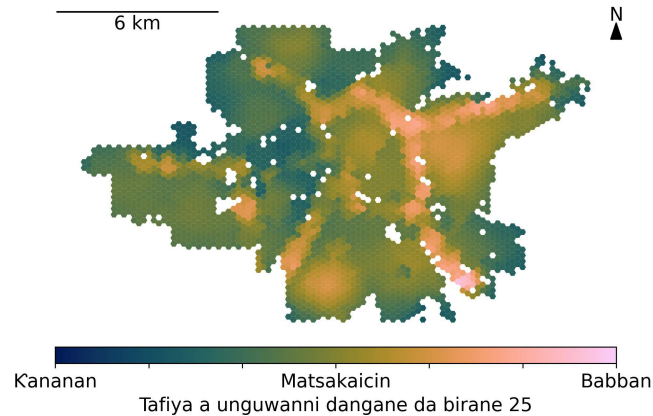 6 km
N
Ƙananan
Matsakaicin
Babban
Tafiya a unguwanni dangane da birane 25